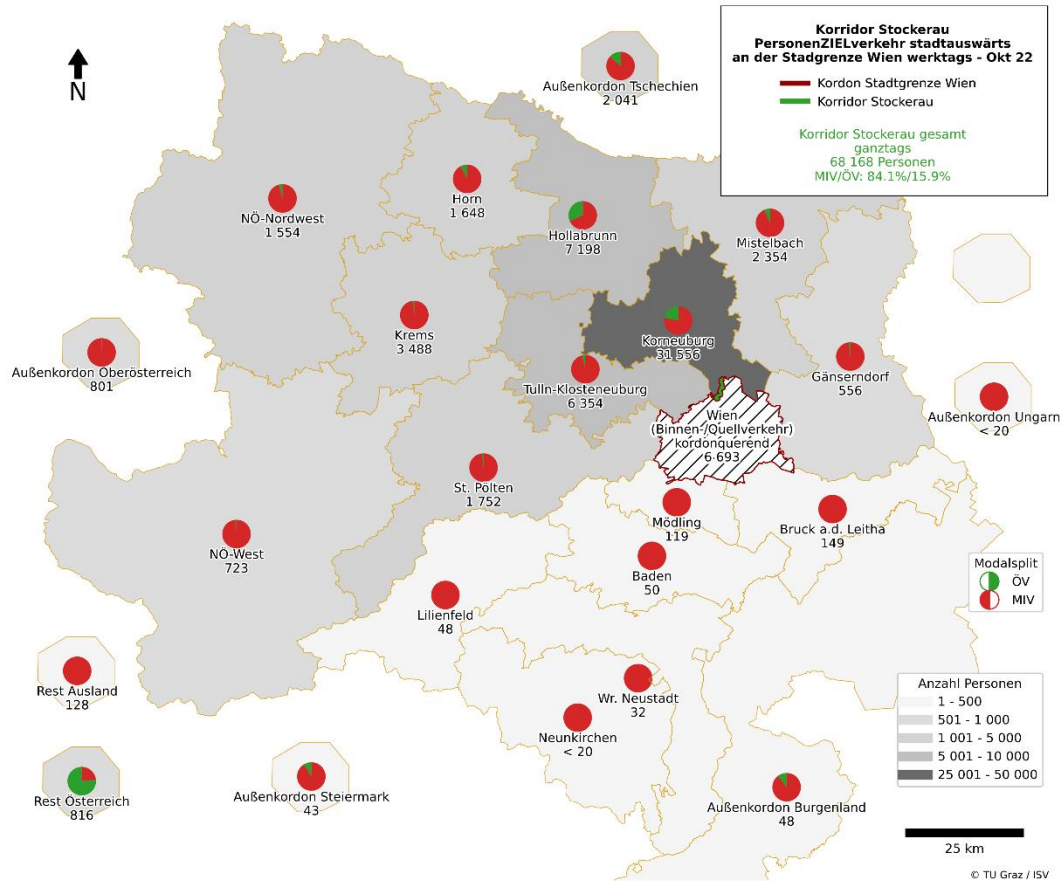 Korridor Stockerau
PersonenZIELverkehr stadtauswärts
an der Stadgrenze Wien werktags - Okt 22
Kordon Stadtgrenze Wien
Korridor Stockerau
Korridor Stockerau gesamt
ganztags
68 168 Personen
MIV/ÖV: 84.1%/15.9%
N
Außenkordon Tschechien
2 041
Horn
1 648
NÖ-Nordwest
1 554
Hollabrunn
7 198
Mistelbach
2 354
Krems
3 488
Korneuburg
31 556
Außenkordon Oberösterreich
801
Tulln-Klosteneuburg
6 354
Gänserndorf
556
Außenkordon Ungarn
< 20
Wien
(Binnen-/Quellverkehr)
kordonquerend
6 693
St. Pölten
1 752
Mödling
119
Bruck a.d. Leitha
149
NÖ-West
723
Baden
50
Modalsplit
ÖV
MIV
Lilienfeld
48
Rest Ausland
128
Wr. Neustadt
32
Neunkirchen
< 20
Anzahl Personen
1 - 500
501 - 1 000
1 001 - 5 000
5 001 - 10 000
25 001 - 50 000
Rest Österreich
816
Außenkordon Steiermark
43
Außenkordon Burgenland
48
25 km
© TU Graz / ISV